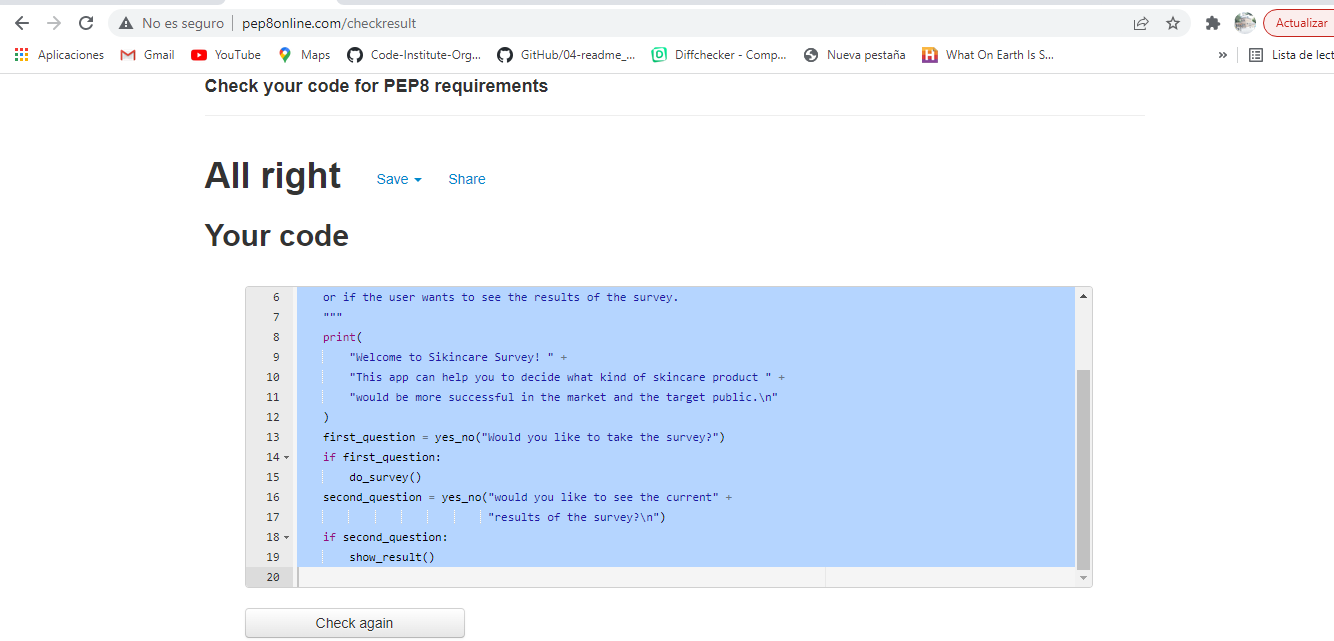 No es seguro pep8online.com/checkresult Actualizar
Aplicaciones Gmail YouTube Maps Code-Institute-Org... GitHub/04-readme_... Diffchecker - Comp... Nueva pestaña What On Earth Is S... » Lista de lect
Check your code for PEP8 requirements
All right Save Share
Your code
6 or if the user wants to see the results of the survey.
7 """
8 print(
9 "Welcome to Sikincare Survey! " +
10 "This app can help you to decide what kind of skincare product " +
11 "would be more successful in the market and the target public.\n"
12 )
13 first_question = yes_no("Would you like to take the survey?")
14 if first_question:
15 do_survey()
16 second_question = yes_no("would you like to see the current" +
17 "results of the survey?\n")
18 if second_question:
19 show_result()
20
Check again